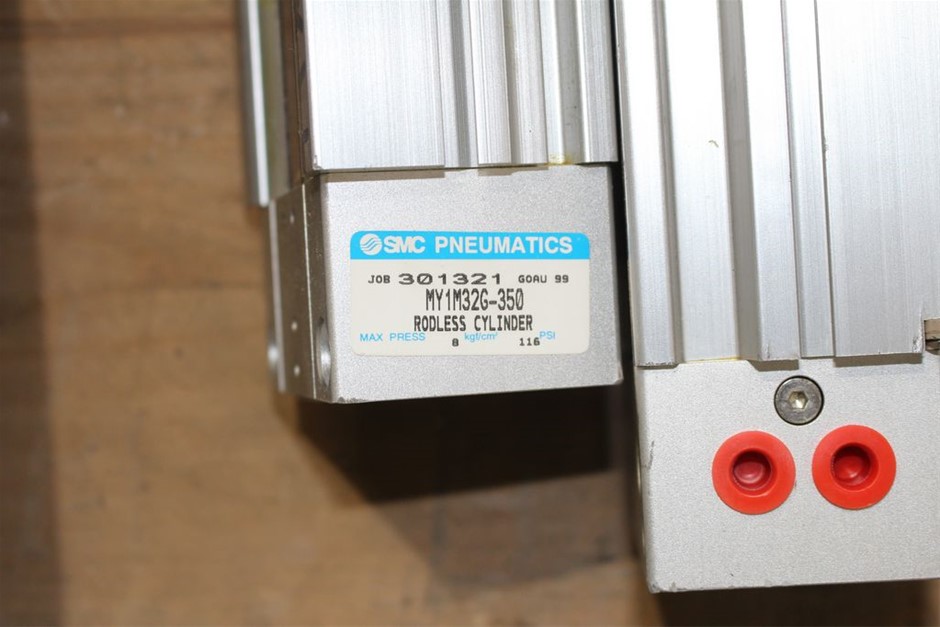 SMC PNEUMATICS
JOB 301321 GOAU 99
MY1M32G-350
RODLESS CYLINDER
MAX PRESS 8 kgf/cm² 116 PSI